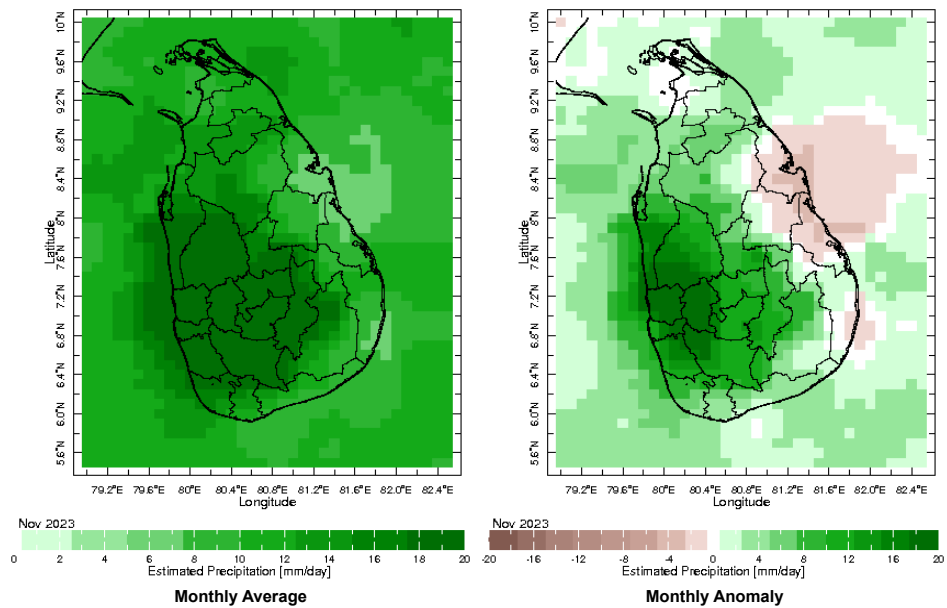 10°N
9.6°N
9.2°N
8.8°N
8.4°N
8°N
7.6°N
7.2°N
6.8°N
6.4°N
6.0°N
5.6°N
Latitude
79.2°E 79.6°E 80°E 80.4°E 80.8°E 81.2°E 81.6°E 82.0°E 82.4°E
Longitude
Nov 2023
0 2 4 6 8 10 12 14 16 18 20
Estimated Precipitation [mm/day]
Monthly Average
10°N
9.6°N
9.2°N
8.8°N
8.4°N
8°N
7.6°N
7.2°N
6.8°N
6.4°N
6.0°N
5.6°N
Latitude
79.2°E 79.6°E 80°E 80.4°E 80.8°E 81.2°E 81.6°E 82.0°E 82.4°E
Longitude
Nov 2023
-20 -16 -12 -8 -4 0 4 8 12 16 20
Estimated Precipitation [mm/day]
Monthly Anomaly